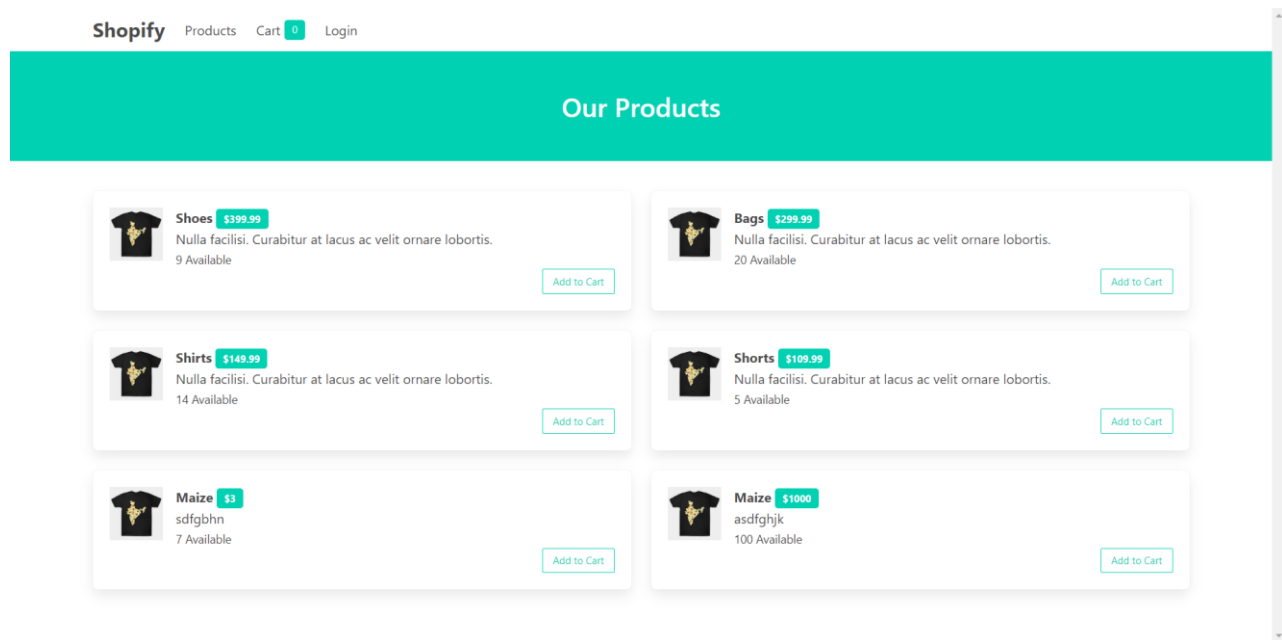 Shopify Products Cart 0 Login
Our Products
Shoes $399.99
Nulla facilisi. Curabitur at lacus ac velit ornare lobortis.
9 Available
Add to Cart
Bags $299.99
Nulla facilisi. Curabitur at lacus ac velit ornare lobortis.
20 Available
Add to Cart
Shirts $149.99
Nulla facilisi. Curabitur at lacus ac velit ornare lobortis.
14 Available
Add to Cart
Shorts $109.99
Nulla facilisi. Curabitur at lacus ac velit ornare lobortis.
5 Available
Add to Cart
Maize $3
sdfgbhn
7 Available
Add to Cart
Maize $1000
asdfghjk
100 Available
Add to Cart